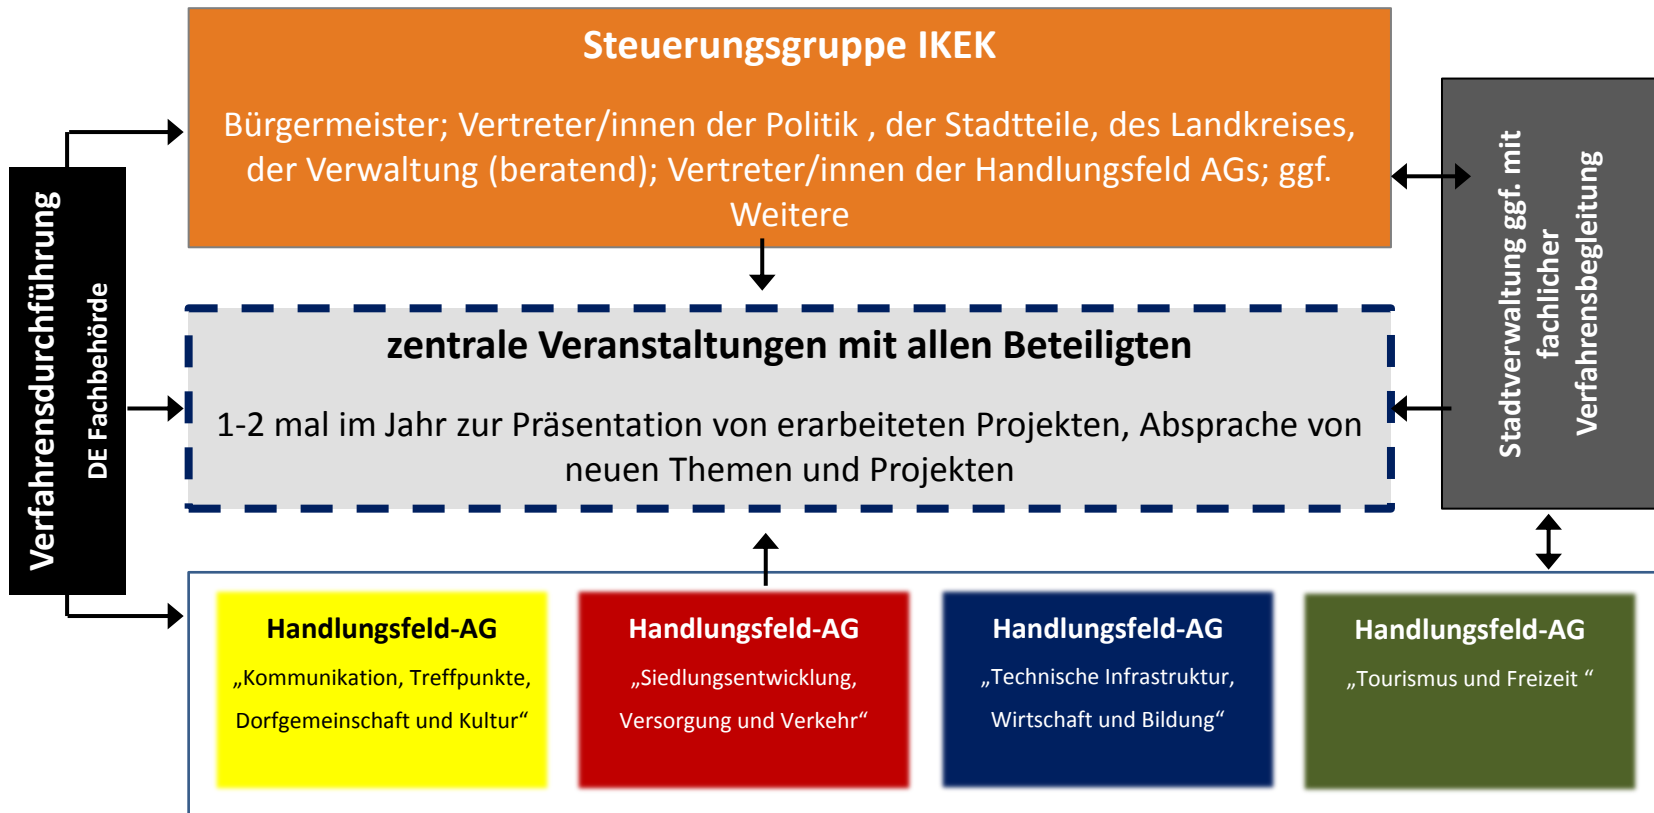 Steuerungsgruppe IKEK
Bürgermeister; Vertreter/innen der Politik , der Stadtteile, des Landkreises,
der Verwaltung (beratend); Vertreter/innen der Handlungsfeld AGs; ggf.
Weitere
Verfahrensdurchführung
DE Fachbehörde
zentrale Veranstaltungen mit allen Beteiligten
1-2 mal im Jahr zur Präsentation von erarbeiteten Projekten, Absprache von
neuen Themen und Projekten
Stadtverwaltung ggf. mit
fachlicher
Verfahrensbegleitung
Handlungsfeld-AG
„Kommunikation, Treffpunkte,
Dorfgemeinschaft und Kultur“
Handlungsfeld-AG
„Siedlungsentwicklung,
Versorgung und Verkehr“
Handlungsfeld-AG
„Technische Infrastruktur,
Wirtschaft und Bildung“
Handlungsfeld-AG
„Tourismus und Freizeit “